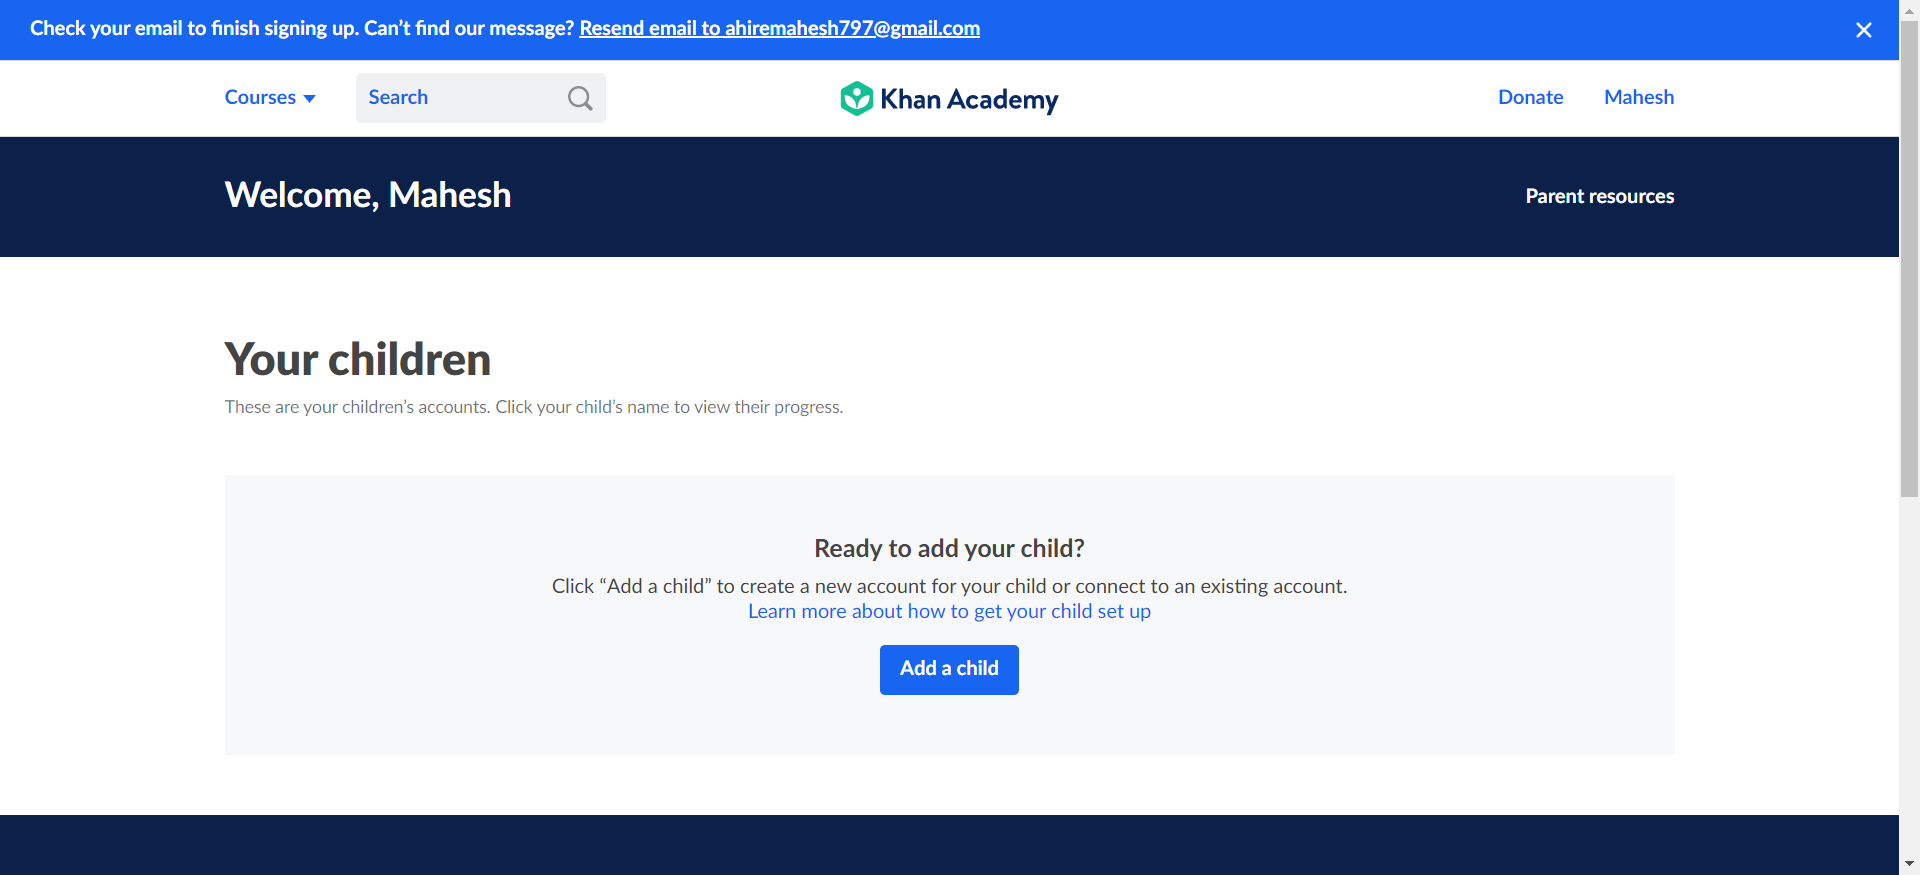 Check your email to finish signing up. Can’t find our message? Resend email to ahiremahesh797@gmail.com
Courses Search Khan Academy Donate Mahesh
Welcome, Mahesh Parent resources
Your children
These are your children’s accounts. Click your child’s name to view their progress.
Ready to add your child?
Click “Add a child” to create a new account for your child or connect to an existing account.
Learn more about how to get your child set up
Add a child